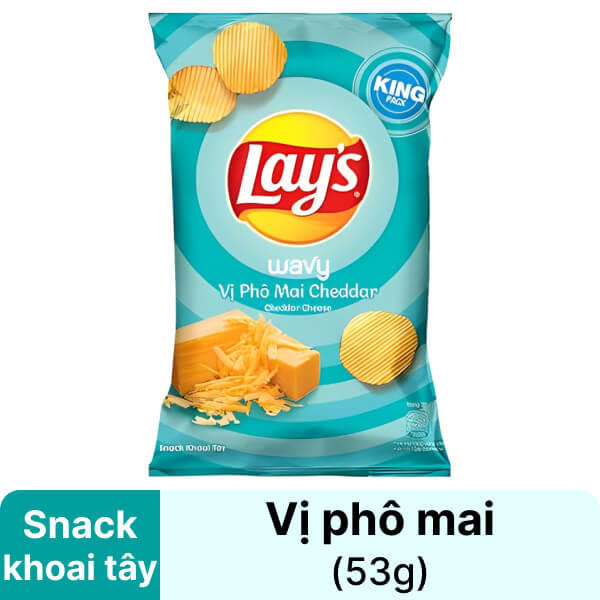 KING
PACK
Lay's
wavy
Vị Phô Mai Cheddar
Cheddar Cheese
Snack Khoai Tây
Snack
khoai tây
Vị phô mai
(53g)